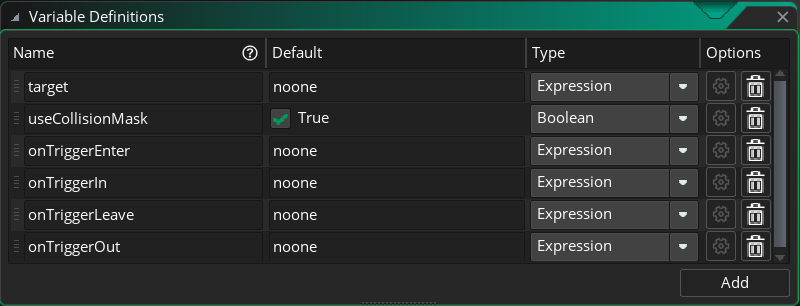 Variable Definitions
Name Default Type Options
target noone Expression
useCollisionMask True Boolean
onTriggerEnter noone Expression
onTriggerIn noone Expression
onTriggerLeave noone Expression
onTriggerOut noone Expression
Add